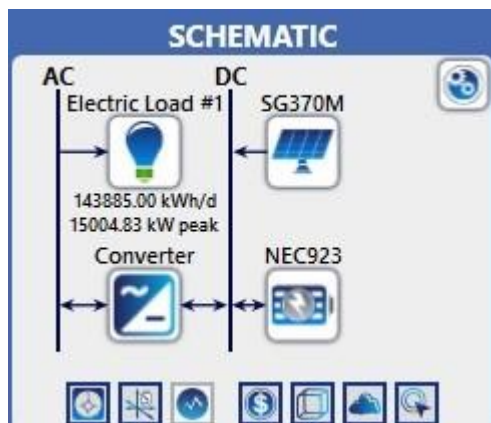 SCHEMATIC
AC DC
Electric Load #1 SG370M
143885.00 kWh/d
15004.83 kW peak
Converter NEC923